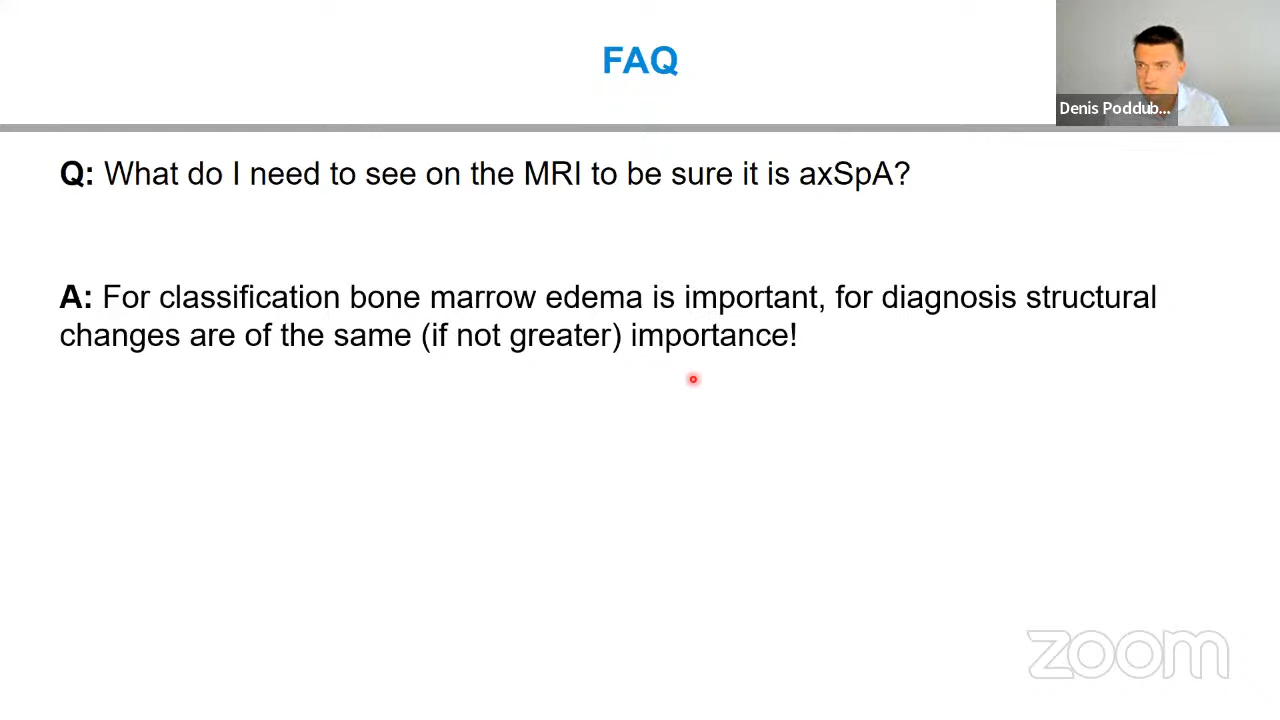 FAQ
Denis Poddub...
Q: What do I need to see on the MRI to be sure it is axSpA?
A: For classification bone marrow edema is important, for diagnosis structural
changes are of the same (if not greater) importance!
zoom